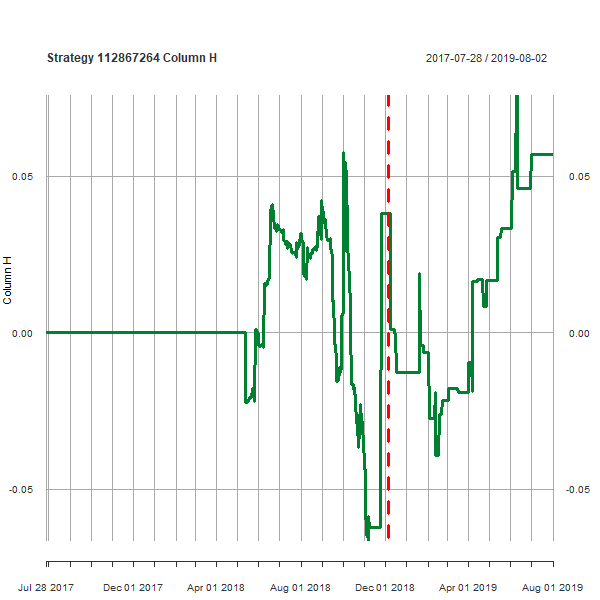 Strategy 112867264 Column H
2017-07-28 / 2019-08-02
0.05
0.05
0.00
0.00
-0.05
-0.05
Column H
Jul 28 2017
Dec 01 2017
Apr 01 2018
Aug 01 2018
Dec 01 2018
Apr 01 2019
Aug 01 2019